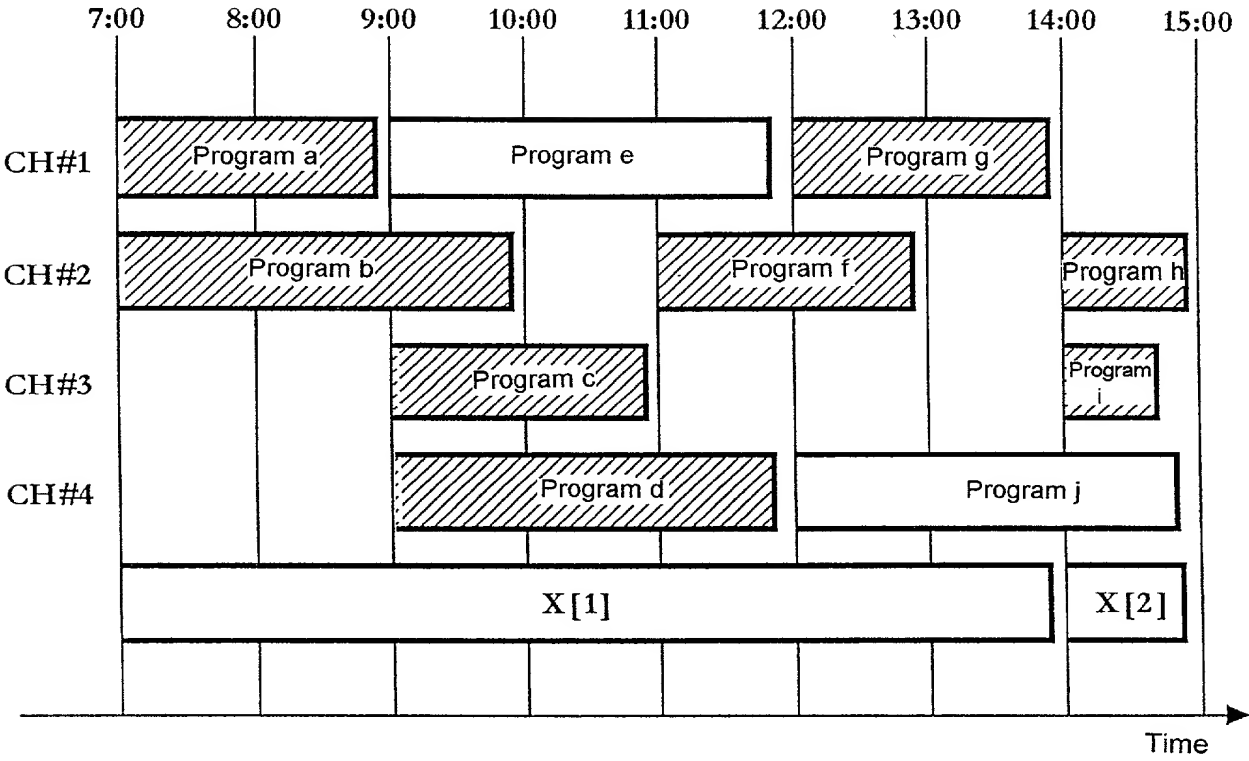 7:00 8:00 9:00 10:00 11:00 12:00 13:00 14:00 15:00
CH#1 Program a Program e Program g
CH#2 Program b Program f Program h
CH#3 Program c Program
i
CH#4 Program d Program j
X[1] X[2]
Time